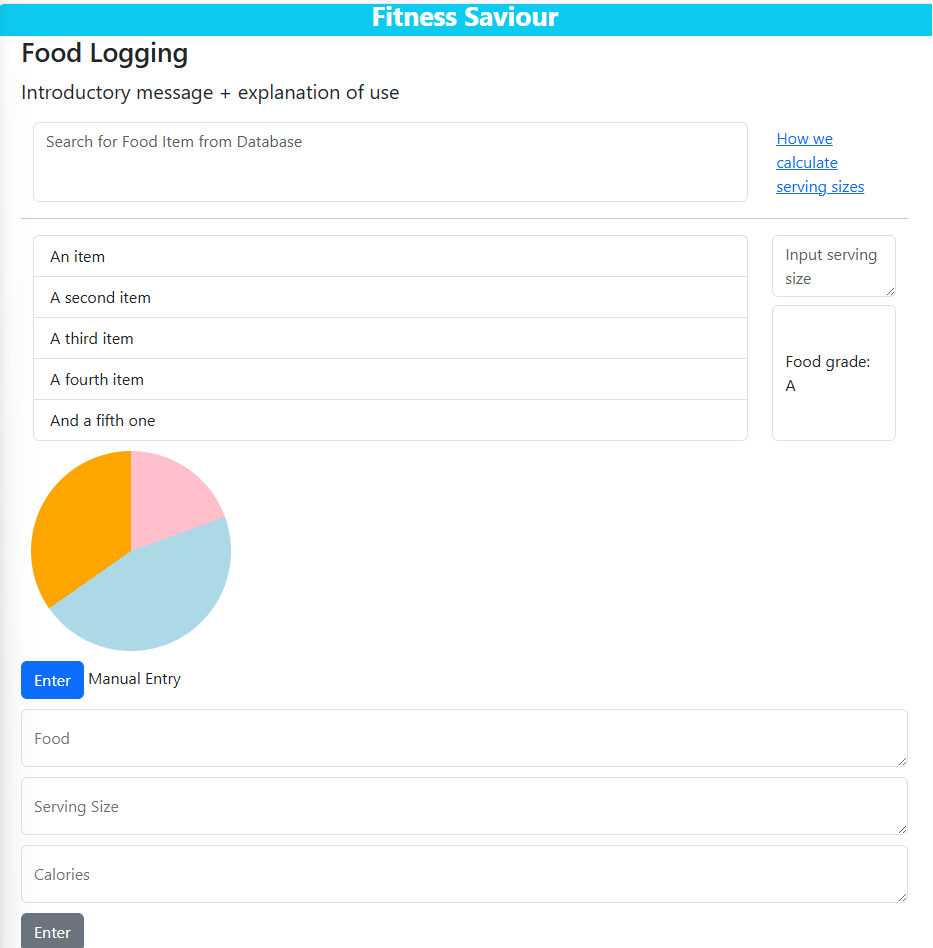 Fitness Saviour
Food Logging
Introductory message + explanation of use
Search for Food Item from Database
How we
calculate
serving sizes
An item
A second item
A third item
A fourth item
And a fifth one
Input serving
size
Food grade:
A
Enter Manual Entry
Food
Serving Size
Calories
Enter